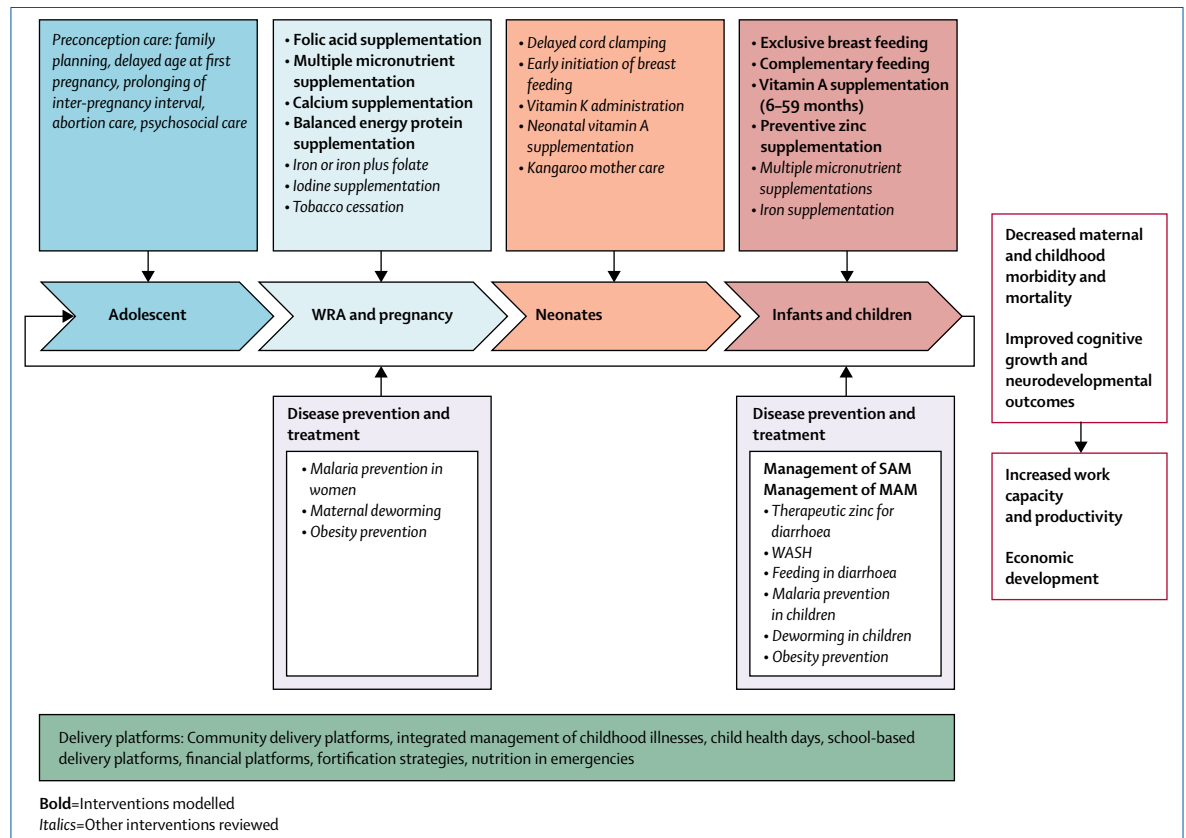 Preconception care: family
planning, delayed age at first
pregnancy, prolonging of
inter-pregnancy interval,
abortion care, psychosocial care
• Folic acid supplementation
• Multiple micronutrient
supplementation
• Calcium supplementation
• Balanced energy protein
supplementation
• Iron or iron plus folate
• Iodine supplementation
• Tobacco cessation
• Delayed cord clamping
• Early initiation of breast
feeding
• Vitamin K administration
• Neonatal vitamin A
supplementation
• Kangaroo mother care
• Exclusive breast feeding
• Complementary feeding
• Vitamin A supplementation
(6–59 months)
• Preventive zinc
supplementation
• Multiple micronutrient
supplementations
• Iron supplementation
Adolescent
WRA and pregnancy
Neonates
Infants and children
Disease prevention and
treatment
• Malaria prevention in
women
• Maternal deworming
• Obesity prevention
Disease prevention and
treatment
Management of SAM
Management of MAM
• Therapeutic zinc for
diarrhoea
• WASH
• Feeding in diarrhoea
• Malaria prevention
in children
• Deworming in children
• Obesity prevention
Decreased maternal
and childhood
morbidity and
mortality
Improved cognitive
growth and
neurodevelopmental
outcomes
Increased work
capacity
and productivity
Economic
development
Delivery platforms: Community delivery platforms, integrated management of childhood illnesses, child health days, school-based
delivery platforms, financial platforms, fortification strategies, nutrition in emergencies
Bold=Interventions modelled
Italics=Other interventions reviewed